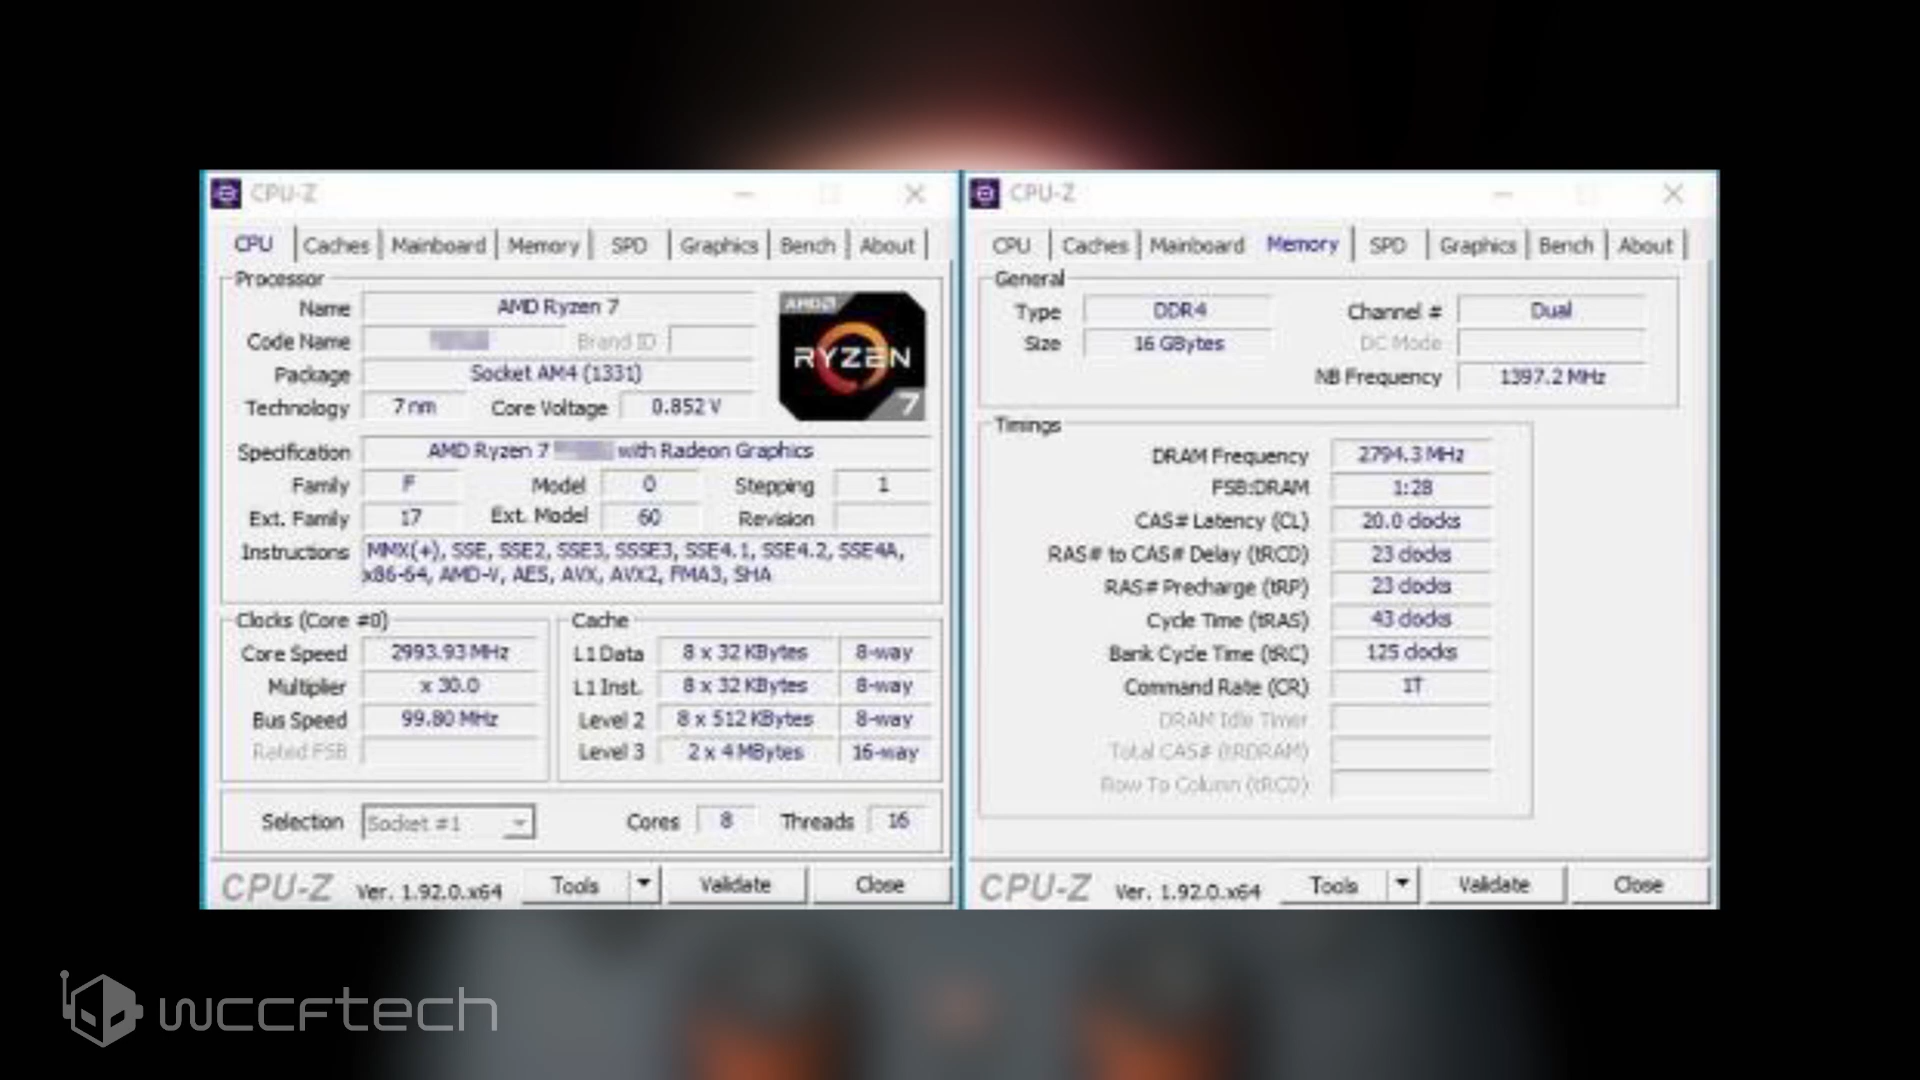 CPU-Z
CPU Caches Mainboard Memory SPD Graphics Bench About
Processor
Name AMD Ryzen 7
Code Name Brand ID
Package Socket AM4 (1331)
Technology 7 nm Core Voltage 0.852 V
AMD RYZEN 7
Specification AMD Ryzen 7 with Radeon Graphics
Family F Model 0 Stepping 1
Ext. Family 17 Ext. Model 60 Revision
Instructions MMX(+), SSE, SSE2, SSE3, SSSE3, SSE4.1, SSE4.2, SSE4A,
x86-64, AMD-V, AES, AVX, AVX2, FMA3, SHA
Clocks (Core #0) Cache
Core Speed 2993.93 MHz L1 Data 8 x 32 KBytes 8-way
Multiplier x 30.0 L1 Inst. 8 x 32 KBytes 8-way
Bus Speed 99.80 MHz Level 2 8 x 512 KBytes 8-way
Rated FSB Level 3 2 x 4 MBytes 16-way
Selection Socket #1 Cores 8 Threads 16
CPU-Z Ver. 1.92.0.x64 Tools Validate Close
CPU-Z
CPU Caches Mainboard Memory SPD Graphics Bench About
General
Type DDR4 Channel # Dual
Size 16 GBytes DC Mode
NB Frequency 1397.2 MHz
Timings
DRAM Frequency 2794.3 MHz
FSB:DRAM 1:28
CAS# Latency (CL) 20.0 clocks
RAS# to CAS# Delay (tRCD) 23 clocks
RAS# Precharge (tRP) 23 clocks
Cycle Time (tRAS) 43 clocks
Bank Cycle Time (tRC) 125 clocks
Command Rate (CR) 1T
DRAM Idle Timer
Total CAS# (tRDRAM)
Row To Column (tRCD)
CPU-Z Ver. 1.92.0.x64 Tools Validate Close
wccftech